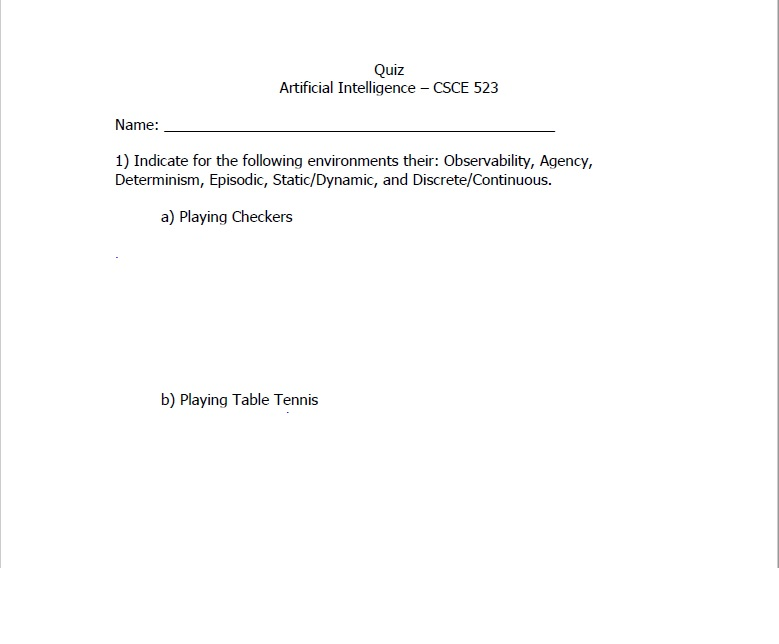 Quiz
Artificial Intelligence – CSCE 523
Name: ____________________________________________
1) Indicate for the following environments their: Observability, Agency,
Determinism, Episodic, Static/Dynamic, and Discrete/Continuous.
a) Playing Checkers
b) Playing Table Tennis